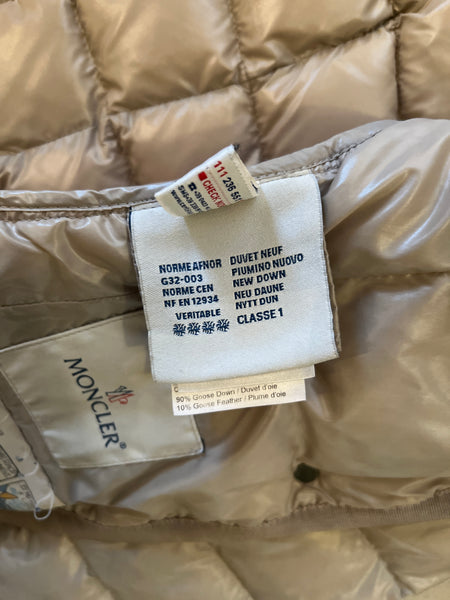 111 236 55
CHECK
NORME AFNOR
G32-003
NORME CEN
NF EN 12934
VERITABLE
DUVET NEUF
PIUMINO NUOVO
NEW DOWN
NEU DAUNE
NYTT DUN
CLASSE 1
90% Goose Down / Duvet d'oie
10% Goose Feather / Plume d'oie
MONCLER